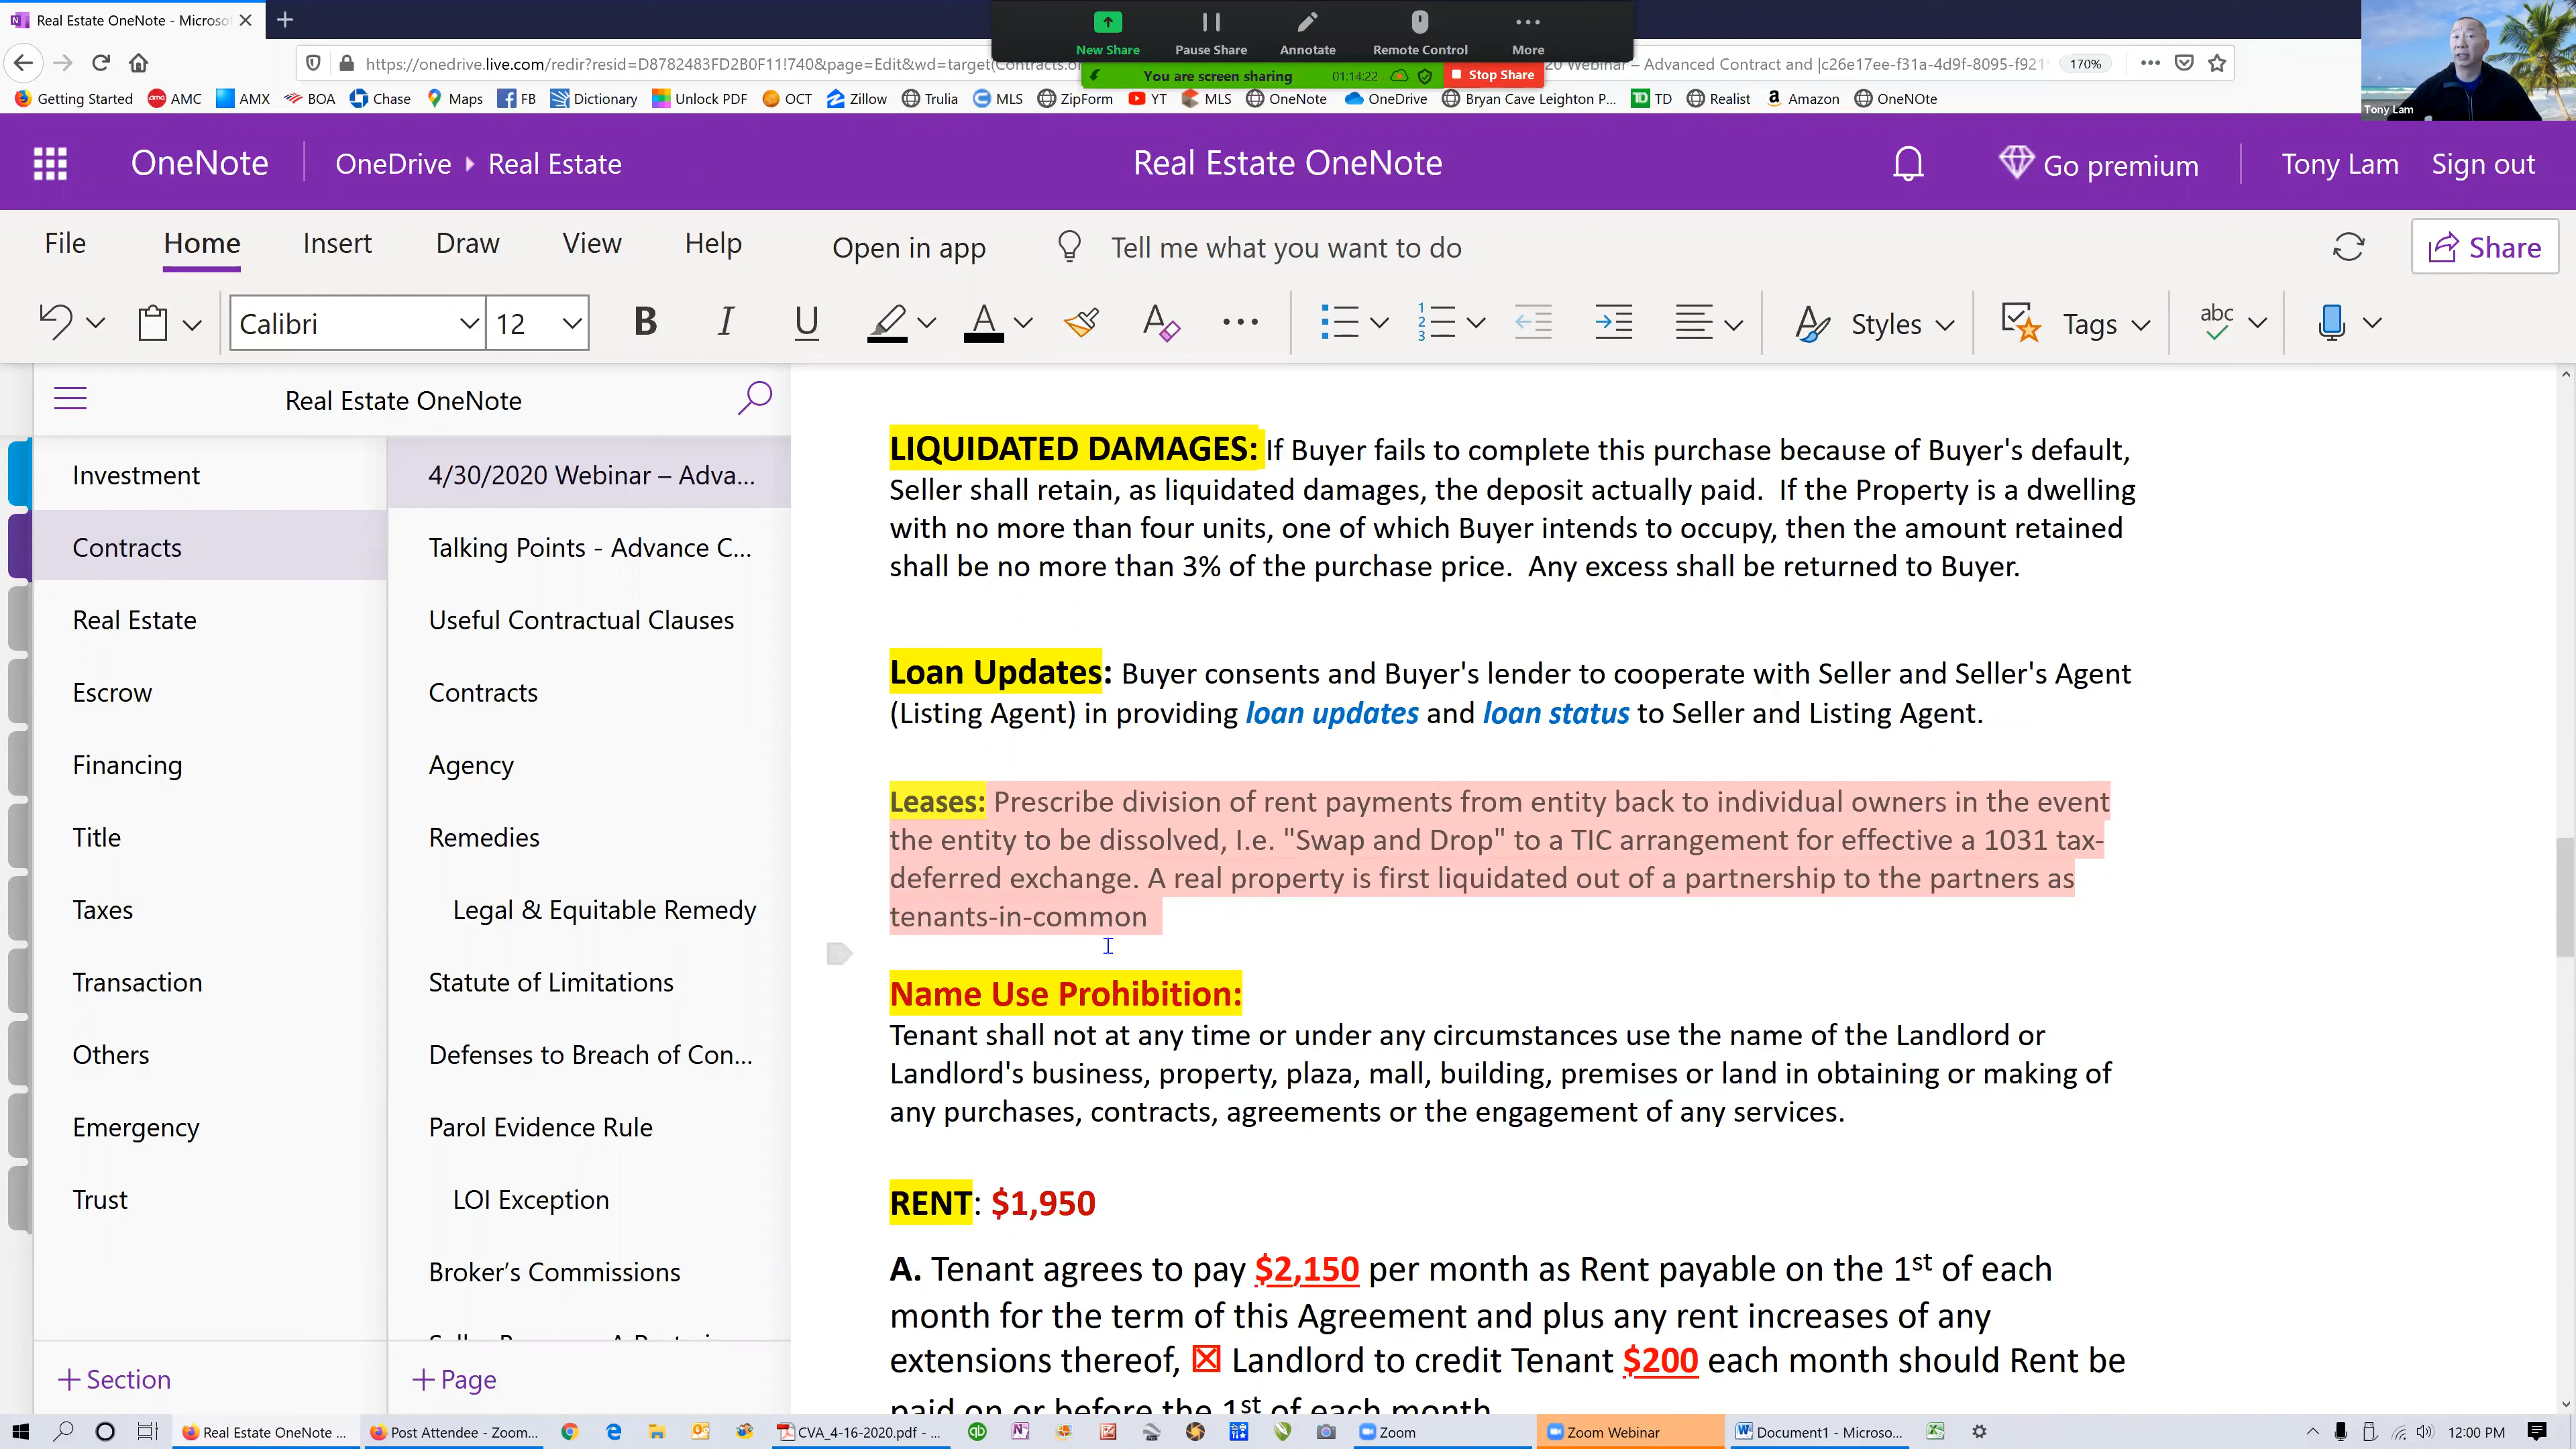 Real Estate OneNote - Microso
New Share
Pause Share
Annotate
Remote Control
More
You are screen sharing
01:14:22
Stop Share
https://onedrive.live.com/redir?resid=D8782483FD2B0F11!740&page=Edit&wd=target(Contracts.o
20 Webinar – Advanced Contract and |c26e17ee-f31a-4d9f-8095-f921
170%
Tony Lam
Getting Started
AMC
AMX
BOA
Chase
Maps
FB
Dictionary
Unlock PDF
OCT
Zillow
Trulia
MLS
ZipForm
YT
MLS
OneNote
OneDrive
Bryan Cave Leighton P...
TD
Realist
Amazon
OneNOte
OneNote
OneDrive
Real Estate
Real Estate OneNote
Go premium
Tony Lam
Sign out
File
Home
Insert
Draw
View
Help
Open in app
Tell me what you want to do
Share
Calibri
12
B
I
U
A
A
Styles
Tags
abc
Real Estate OneNote
Investment
Contracts
Real Estate
Escrow
Financing
Title
Taxes
Transaction
Others
Emergency
Trust
+ Section
4/30/2020 Webinar – Adva...
Talking Points - Advance C...
Useful Contractual Clauses
Contracts
Agency
Remedies
Legal & Equitable Remedy
Statute of Limitations
Defenses to Breach of Con...
Parol Evidence Rule
LOI Exception
Broker's Commissions
+ Page
LIQUIDATED DAMAGES: If Buyer fails to complete this purchase because of Buyer's default,
Seller shall retain, as liquidated damages, the deposit actually paid. If the Property is a dwelling
with no more than four units, one of which Buyer intends to occupy, then the amount retained
shall be no more than 3% of the purchase price. Any excess shall be returned to Buyer.
Loan Updates: Buyer consents and Buyer's lender to cooperate with Seller and Seller's Agent
(Listing Agent) in providing loan updates and loan status to Seller and Listing Agent.
Leases: Prescribe division of rent payments from entity back to individual owners in the event
the entity to be dissolved, I.e. "Swap and Drop" to a TIC arrangement for effective a 1031 tax-
deferred exchange. A real property is first liquidated out of a partnership to the partners as
tenants-in-common
Name Use Prohibition:
Tenant shall not at any time or under any circumstances use the name of the Landlord or
Landlord's business, property, plaza, mall, building, premises or land in obtaining or making of
any purchases, contracts, agreements or the engagement of any services.
RENT: $1,950
A. Tenant agrees to pay $2,150 per month as Rent payable on the 1st of each
month for the term of this Agreement and plus any rent increases of any
extensions thereof, ☒ Landlord to credit Tenant $200 each month should Rent be
paid on or before the 1st of each month
Real Estate OneNote ...
Post Attendee - Zoom...
CVA_4-16-2020.pdf - ...
Zoom
Zoom Webinar
Document1 - Microso...
12:00 PM